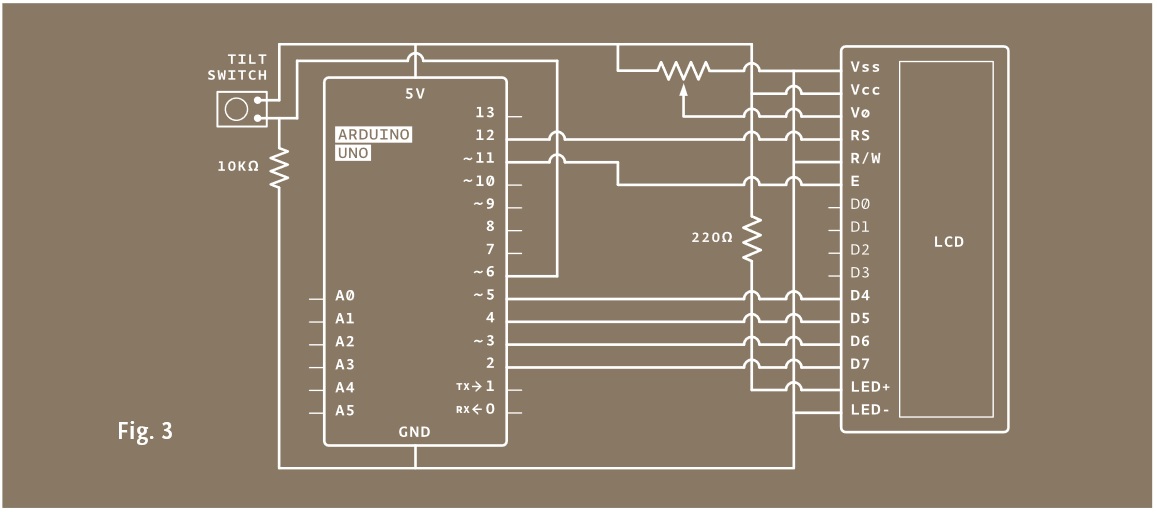 TILT
SWITCH
10KΩ
5V
ARDUINO
UNO
13
12
~11
~10
~9
8
7
~6
~5
4
~3
2
TX→1
RX←0
A0
A1
A2
A3
A4
A5
GND
220Ω
Vss
Vcc
Vø
RS
R/W
E
D0
D1
D2
D3
D4
D5
D6
D7
LED+
LED-
LCD
Fig. 3